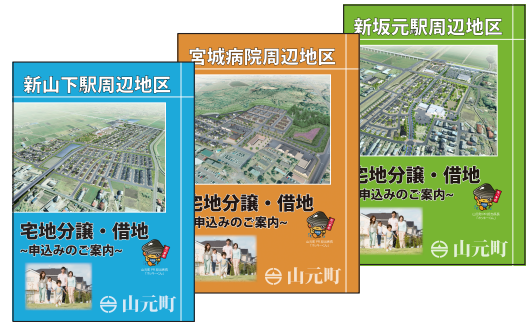 新山下駅周辺地区
宅地分譲・借地
~申込みのご案内~
山元町
宮城病院周辺地区
宅地分譲・借地
申込みのご案内~
山元町
新坂元駅周辺地区
宅地分譲・借地
申込みのご案内~
山元町